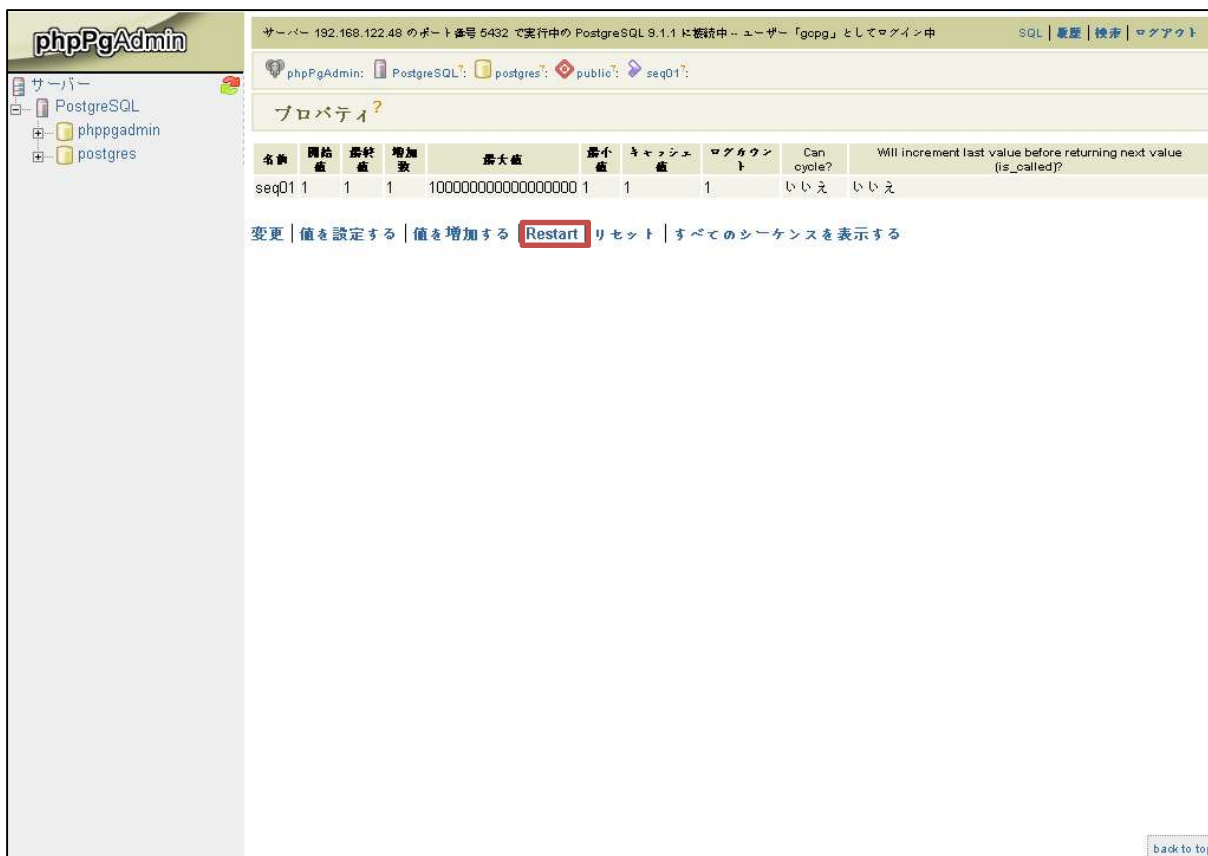 phpPgAdmin
サーバー 192.168.122.48 のポート番号 5432 で実行中の PostgreSQL 9.1.1 に接続中 -- ユーザー 「gopg」 としてログイン中
SQL | 履歴 | 検索 | ログアウト
phpPgAdmin: PostgreSQL?: postgres?: public?: seq01?:
サーバー
PostgreSQL
phppgadmin
postgres
プロパティ?
名前 開始値 最終値 増加数 最大値 最小値 キャッシュ値 ログカウント Can cycle? Will increment last value before returning next value (is_called)?
seq01 1 1 1 100000000000000000 1 1 1 いいえ いいえ
変更 | 値を設定する | 値を増加する | Restart | リセット | すべてのシーケンスを表示する
back to top